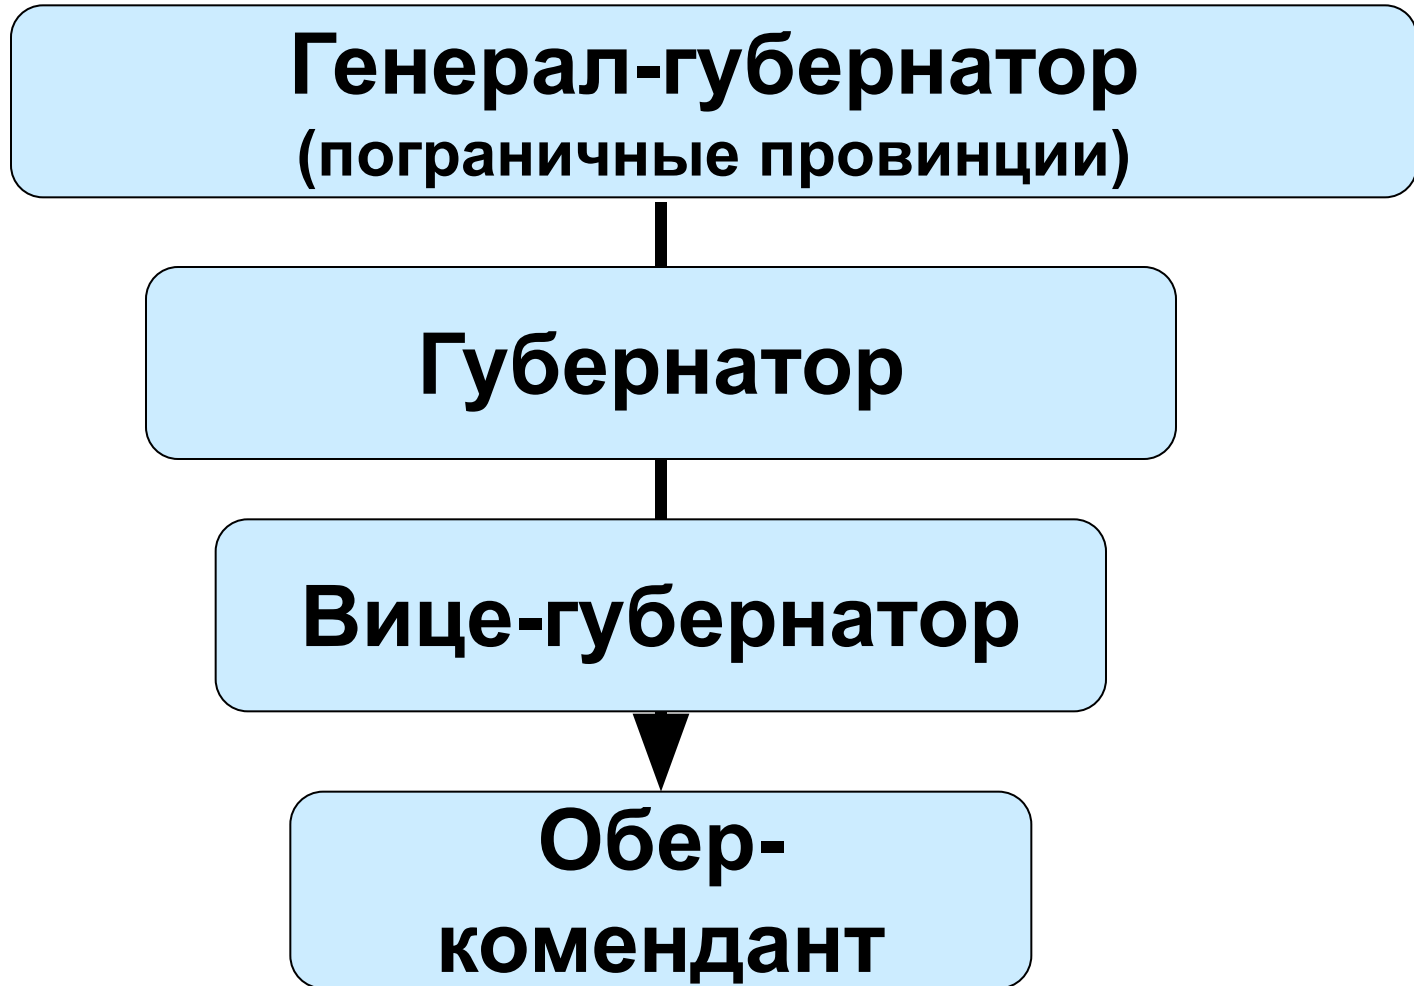 Генерал-губернатор
(пограничные провинции)
Губернатор
Вице-губернатор
Обер-
комендант